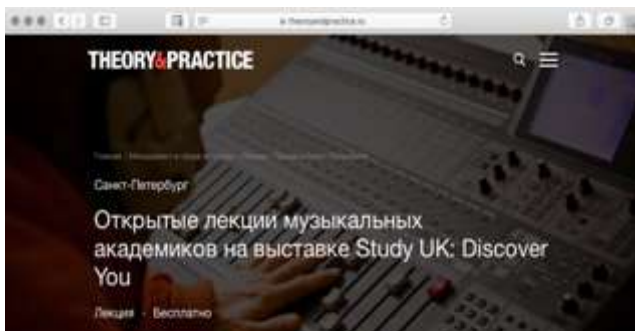 THEORY&PRACTICE
Санкт-Петербург
Открытые лекции музыкальных
академиков на выставке Study UK: Discover
You
Лекция · Бесплатно